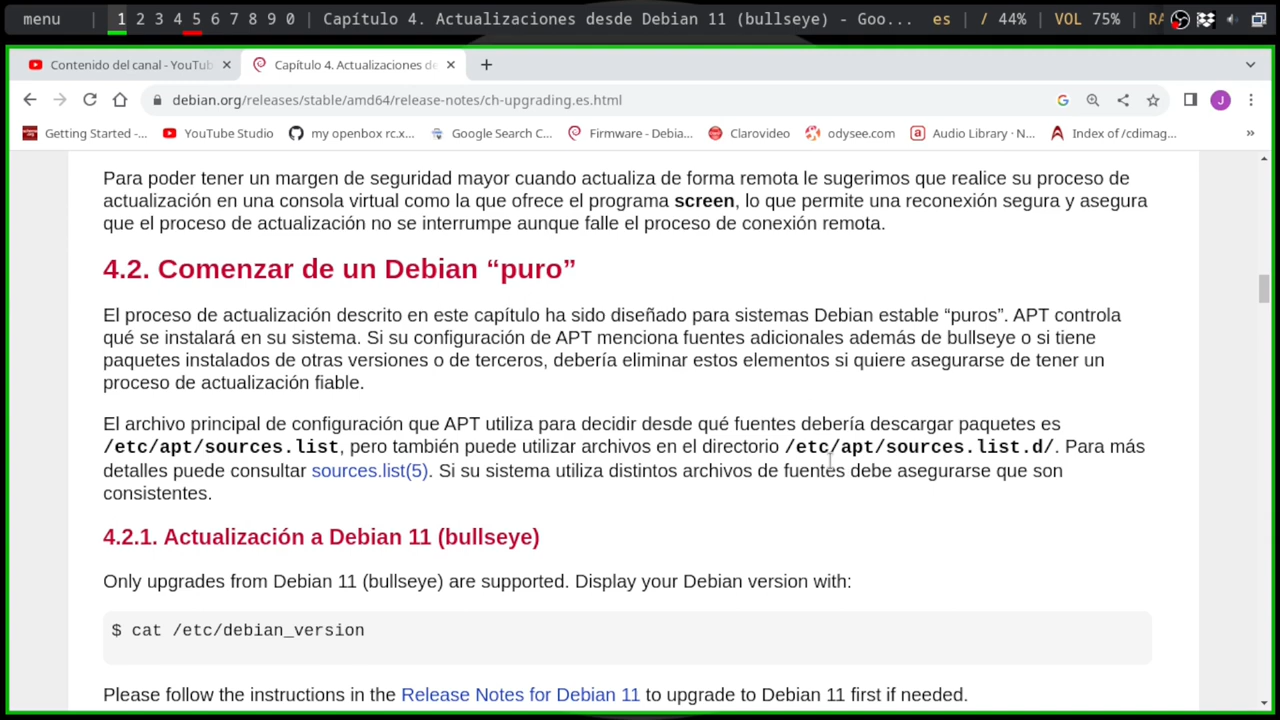 menu 1 2 3 4 5 6 7 8 9 0 | Capítulo 4. Actualizaciones desde Debian 11 (bullseye) - Goo... es | / 44% | VOL 75% |
Contenido del canal - YouTub
Capítulo 4. Actualizaciones de
debian.org/releases/stable/amd64/release-notes/ch-upgrading.es.html
Getting Started -... YouTube Studio my openbox rc.x... Google Search C... Firmware - Debia... Clarovideo odysee.com Audio Library · N... Index of /cdimag... »
Para poder tener un margen de seguridad mayor cuando actualiza de forma remota le sugerimos que realice su proceso de
actualización en una consola virtual como la que ofrece el programa screen, lo que permite una reconexión segura y asegura
que el proceso de actualización no se interrumpe aunque falle el proceso de conexión remota.
4.2. Comenzar de un Debian “puro”
El proceso de actualización descrito en este capítulo ha sido diseñado para sistemas Debian estable “puros”. APT controla
qué se instalará en su sistema. Si su configuración de APT menciona fuentes adicionales además de bullseye o si tiene
paquetes instalados de otras versiones o de terceros, debería eliminar estos elementos si quiere asegurarse de tener un
proceso de actualización fiable.
El archivo principal de configuración que APT utiliza para decidir desde qué fuentes debería descargar paquetes es
/etc/apt/sources.list, pero también puede utilizar archivos en el directorio /etc/apt/sources.list.d/. Para más
detalles puede consultar sources.list(5). Si su sistema utiliza distintos archivos de fuentes debe asegurarse que son
consistentes.
4.2.1. Actualización a Debian 11 (bullseye)
Only upgrades from Debian 11 (bullseye) are supported. Display your Debian version with:
$ cat /etc/debian_version
Please follow the instructions in the Release Notes for Debian 11 to upgrade to Debian 11 first if needed.